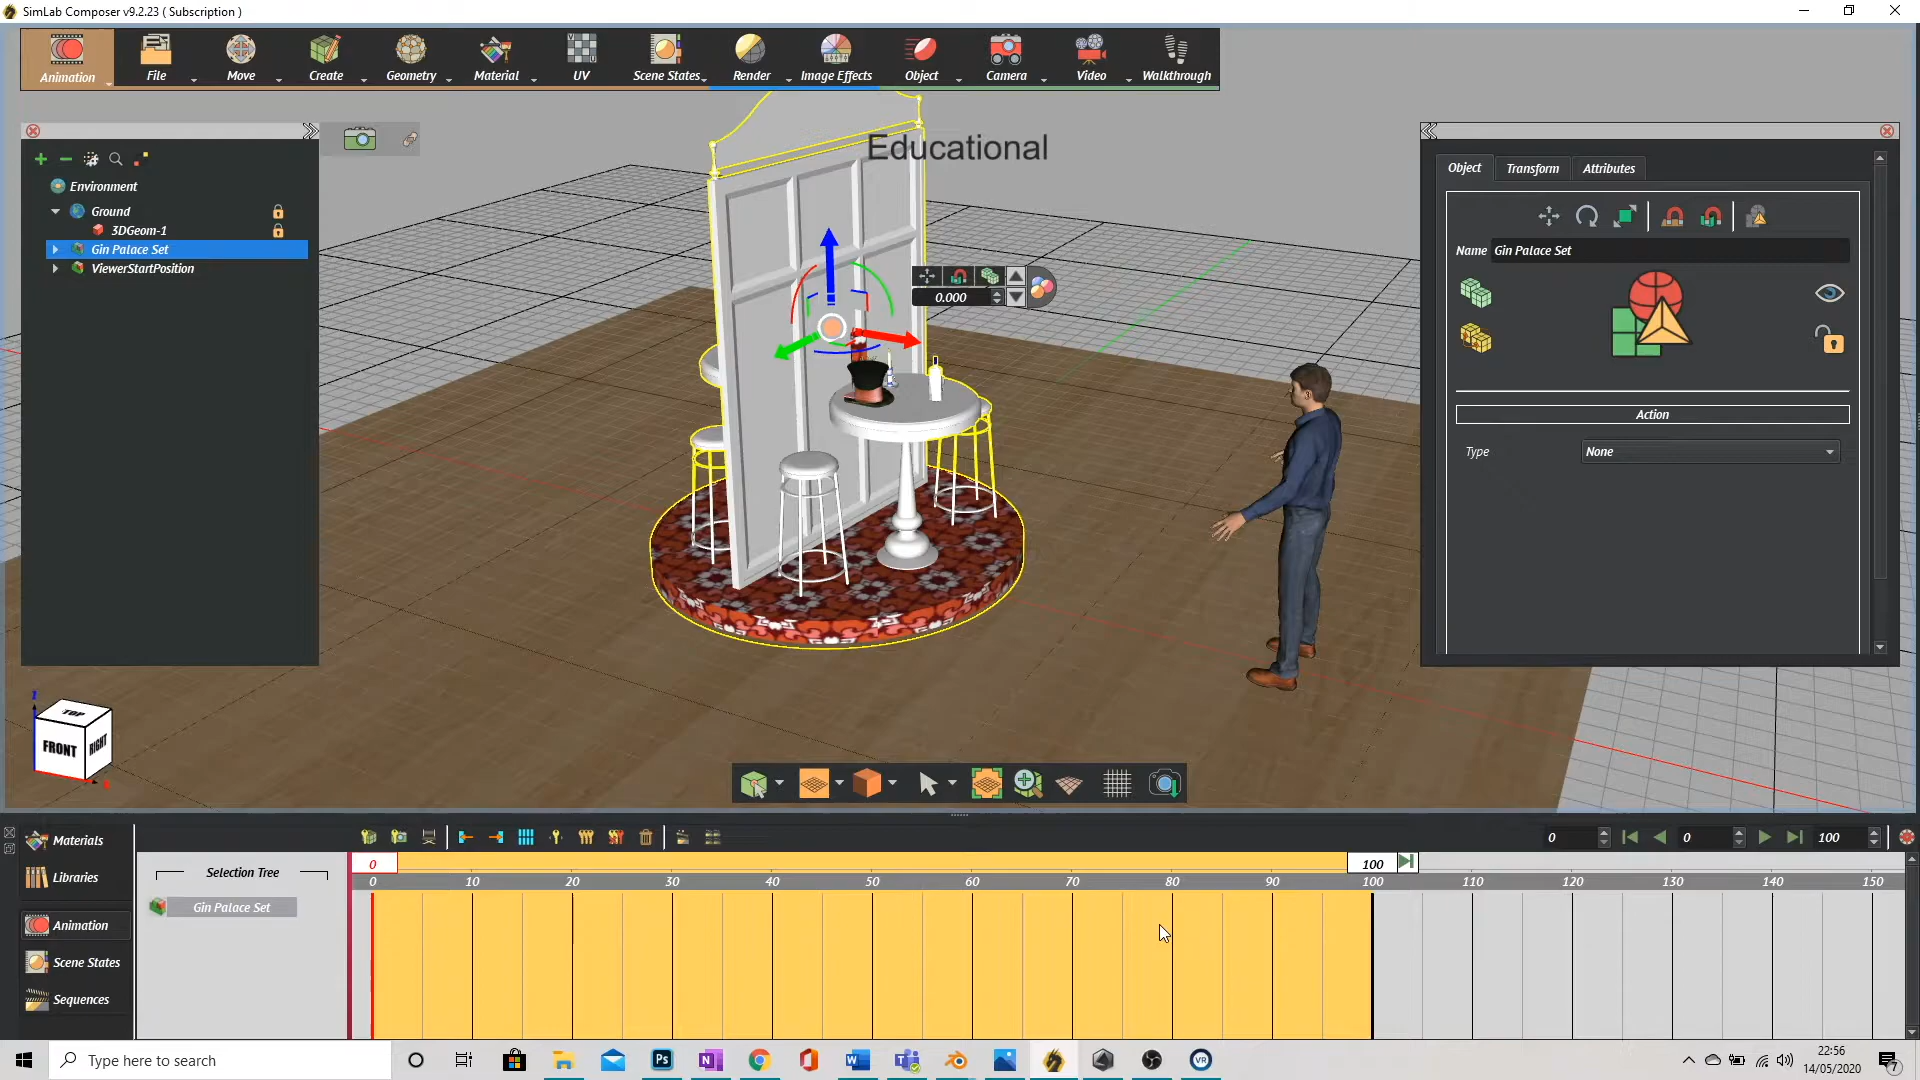 SimLab Composer v9.2.23 ( Subscription )
Animation File Move Create Geometry Material UV Scene States Render Image Effects Object Camera Video Walkthrough
Educational
Environment
Ground
3DGeom-1
Gin Palace Set
ViewerStartPosition
0.000
Object Transform Attributes
Name Gin Palace Set
Action
Type None
TOP
FRONT RIGHT
Materials
Libraries
Animation
Scene States
Sequences
0 0 100
Selection Tree
Gin Palace Set
0 100
0 10 20 30 40 50 60 70 80 90 100 110 120 130 140 150
Type here to search
22:56
14/05/2020